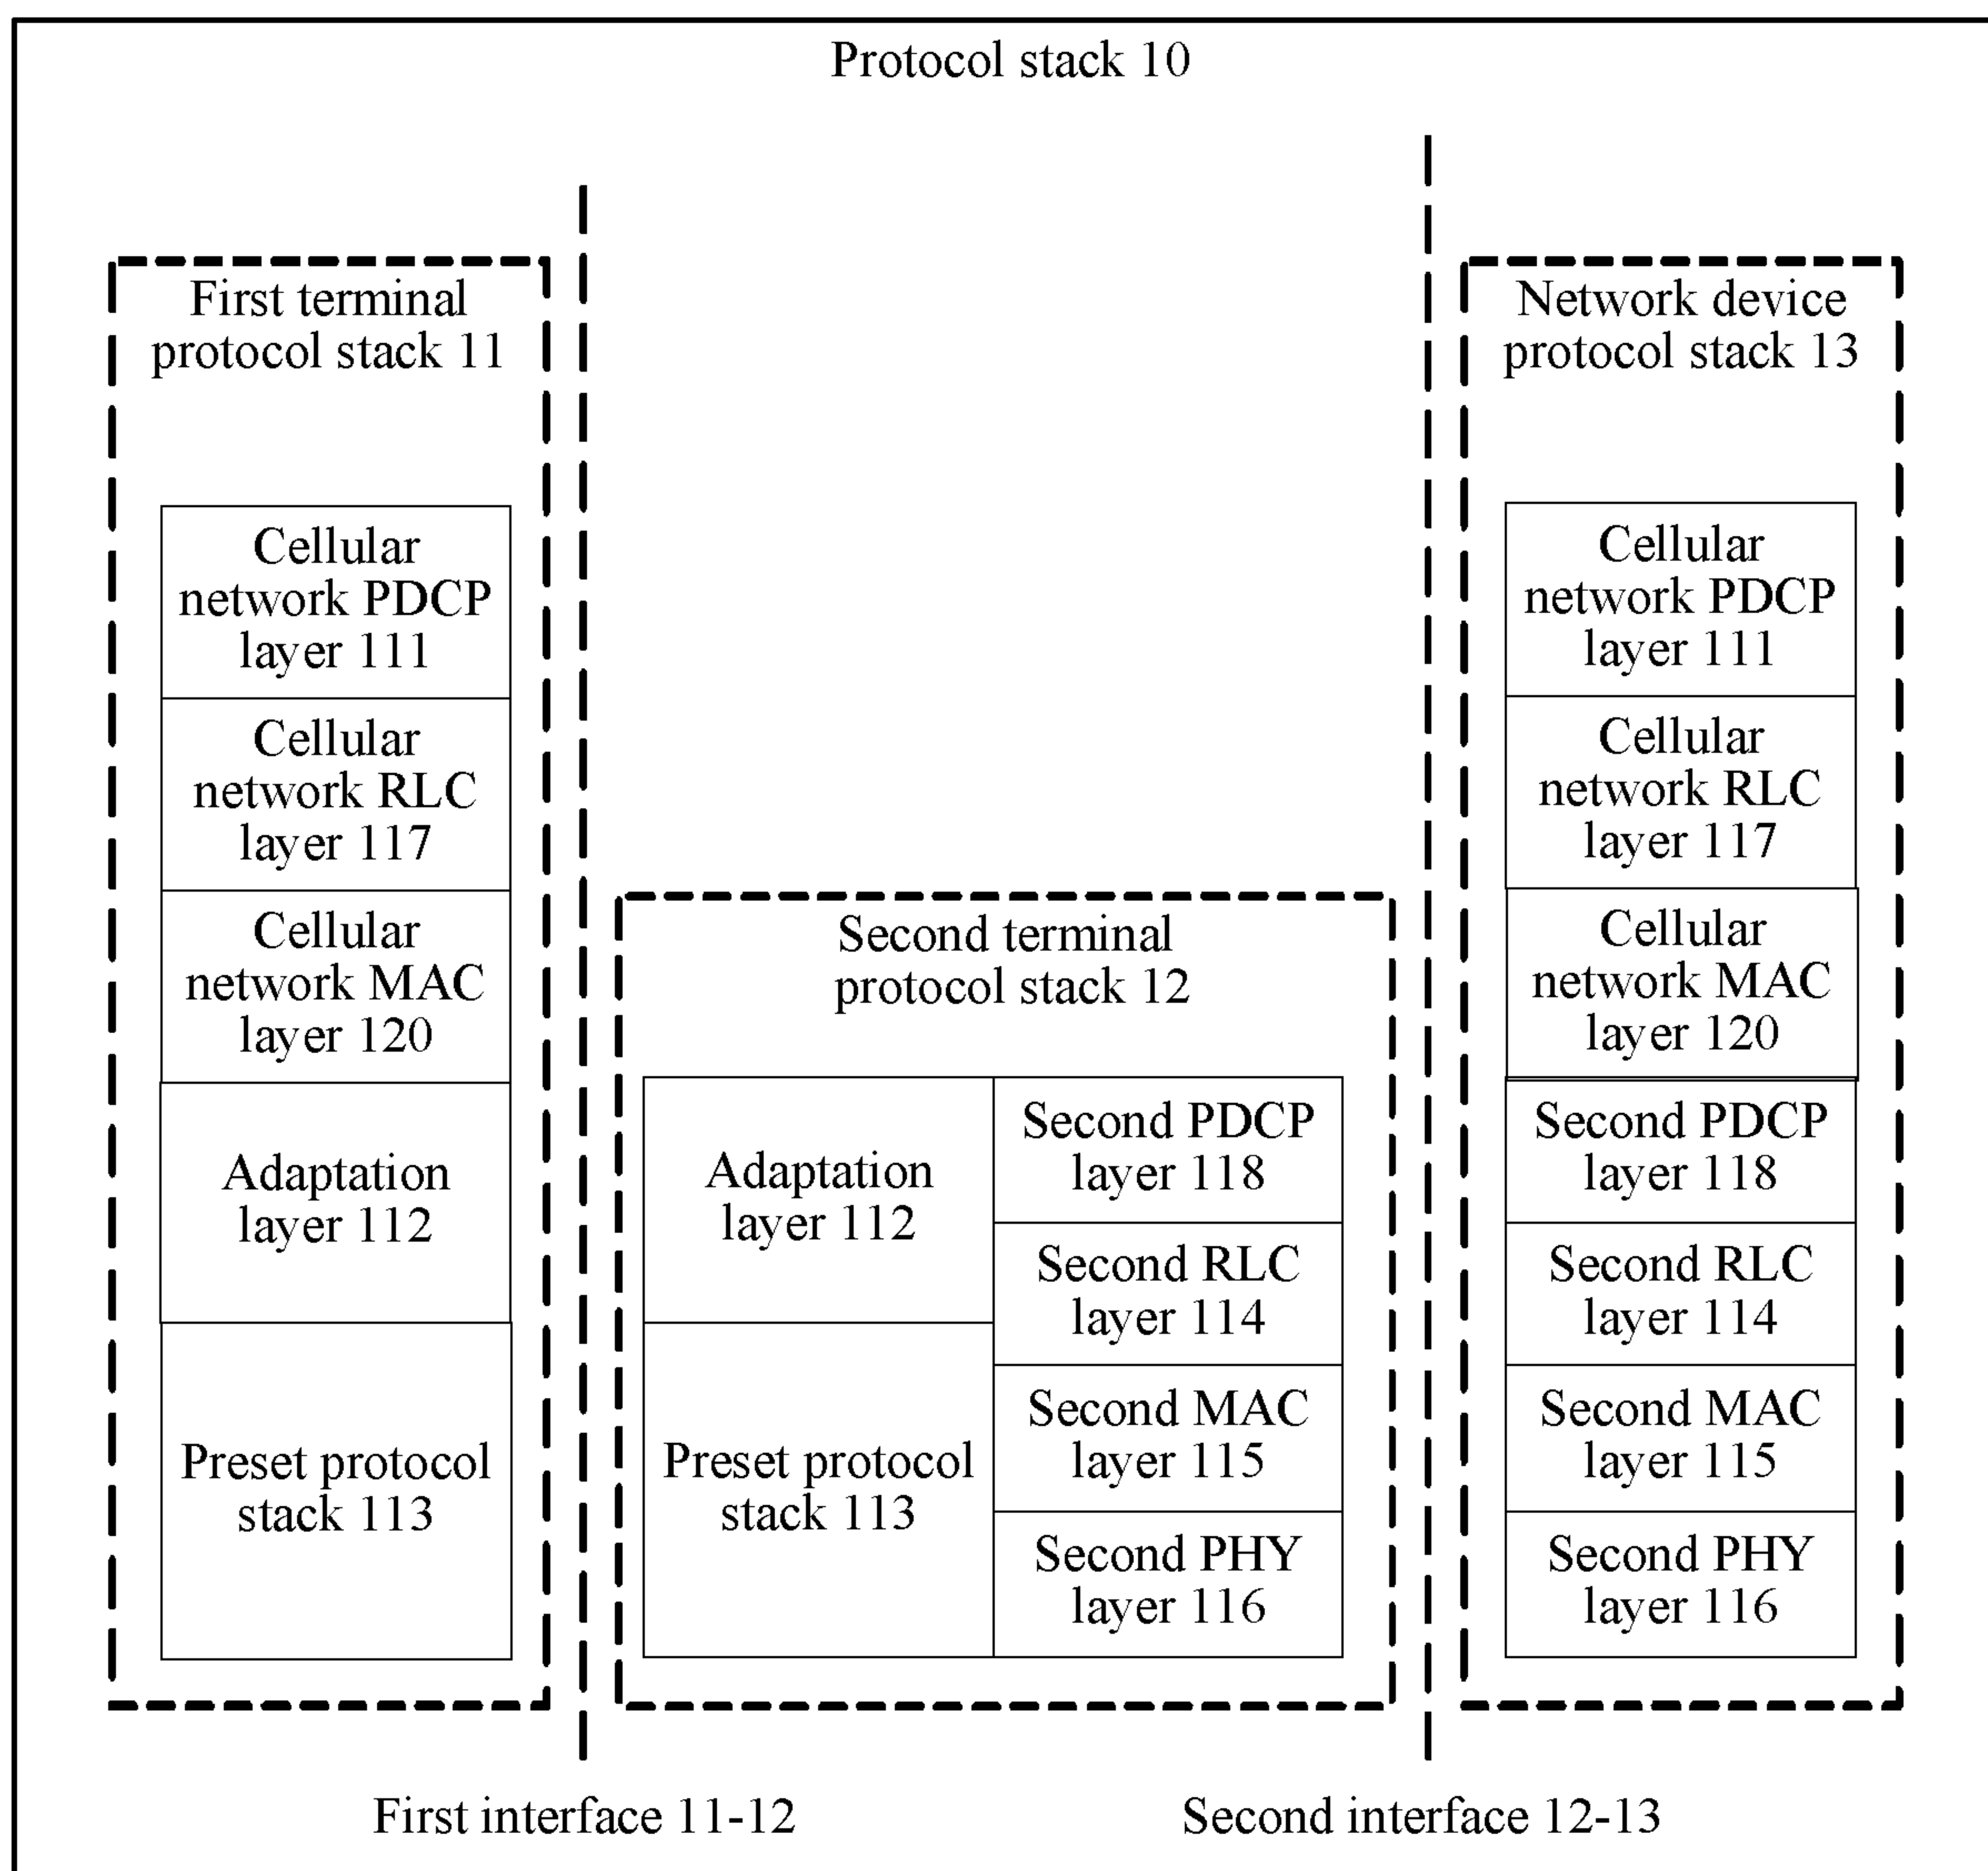 Protocol stack 10
First terminal
protocol stack 11
Cellular
network PDCP
layer 111
Cellular
network RLC
layer 117
Cellular
network MAC
layer 120
Adaptation
layer 112
Preset protocol
stack 113
Second terminal
protocol stack 12
Adaptation
layer 112
Preset protocol
stack 113
Second PDCP
layer 118
Second RLC
layer 114
Second MAC
layer 115
Second PHY
layer 116
Network device
protocol stack 13
Cellular
network PDCP
layer 111
Cellular
network RLC
layer 117
Cellular
network MAC
layer 120
Second PDCP
layer 118
Second RLC
layer 114
Second MAC
layer 115
Second PHY
layer 116
First interface 11-12
Second interface 12-13